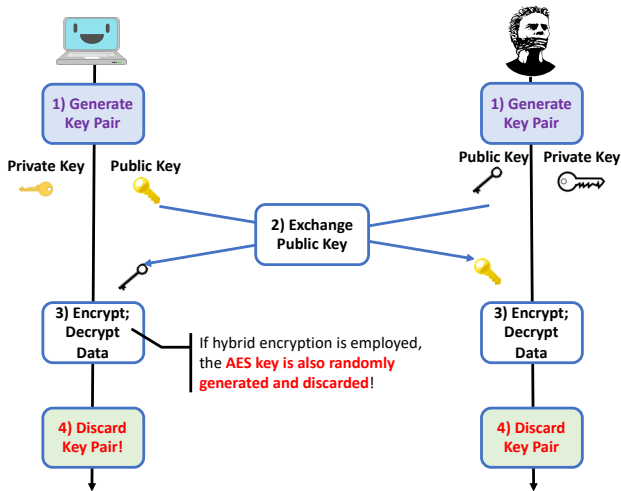 1) Generate
Key Pair
1) Generate
Key Pair
Private Key
Public Key
Public Key
Private Key
2) Exchange
Public Key
3) Encrypt;
Decrypt
Data
3) Encrypt;
Decrypt
Data
If hybrid encryption is employed,
the AES key is also randomly
generated and discarded!
4) Discard
Key Pair!
4) Discard
Key Pair